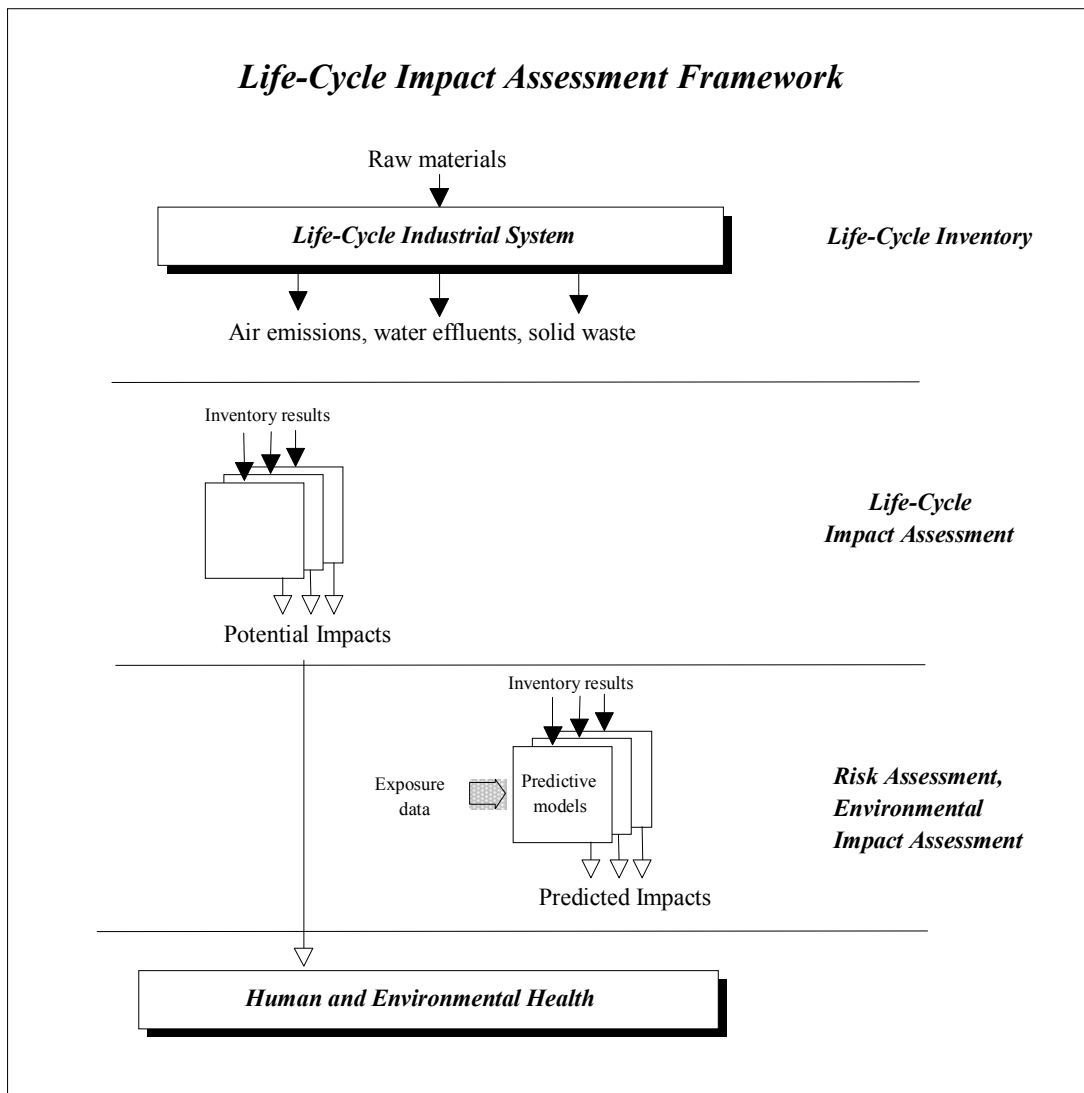 Life-Cycle Impact Assessment Framework
Raw materials
Life-Cycle Industrial System
Life-Cycle Inventory
Air emissions, water effluents, solid waste
Inventory results
Life-Cycle
Impact Assessment
Potential Impacts
Inventory results
Exposure
data
Predictive
models
Risk Assessment,
Environmental
Impact Assessment
Predicted Impacts
Human and Environmental Health